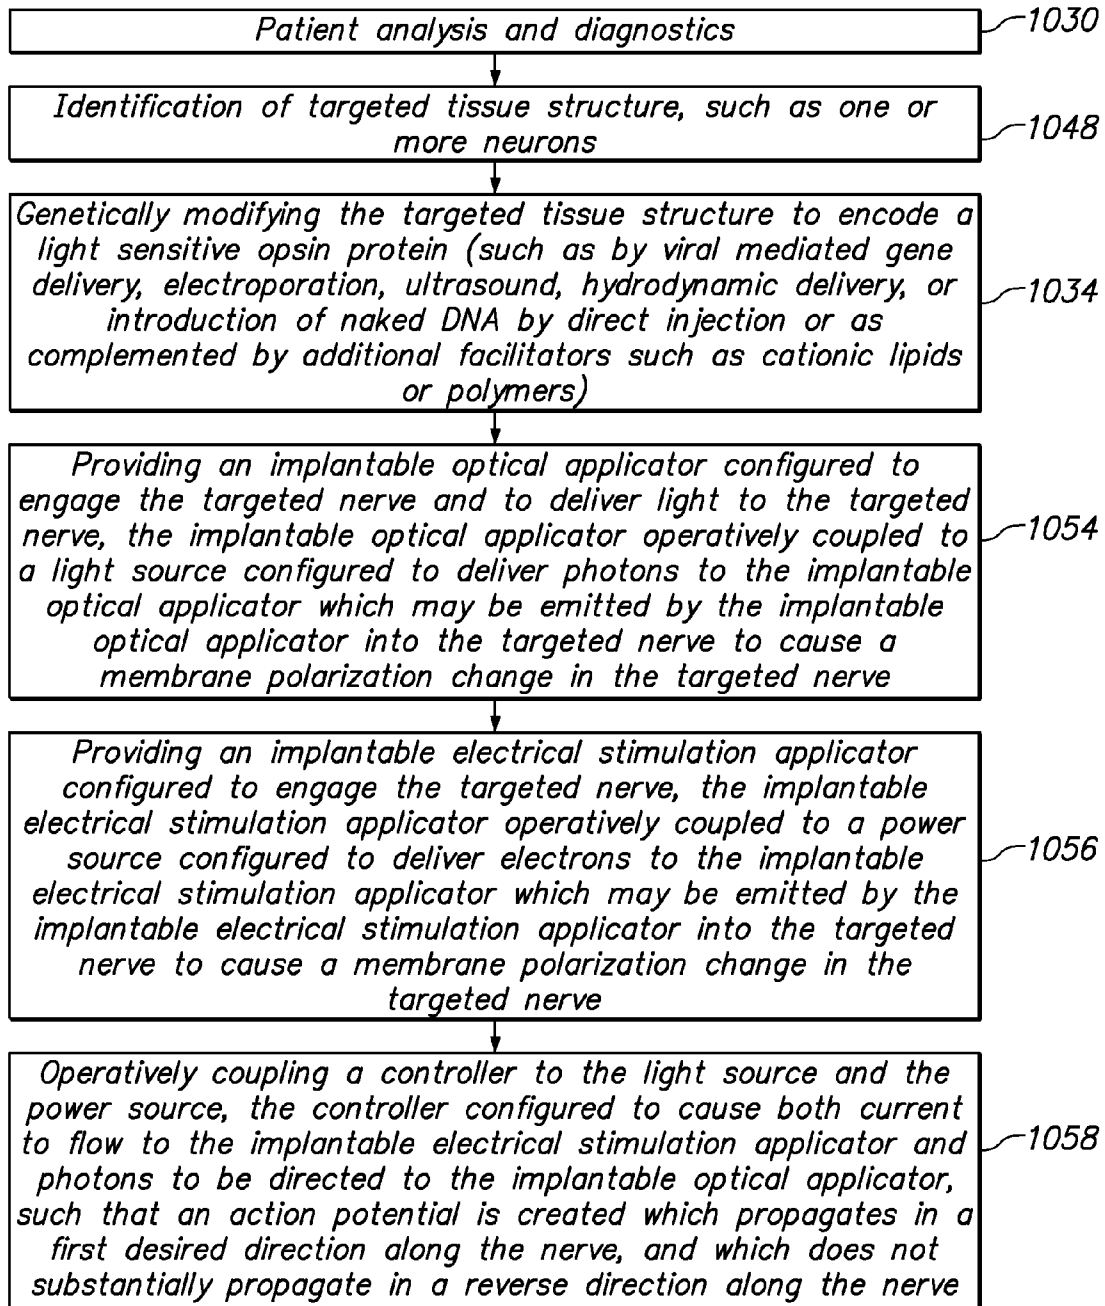 Patient analysis and diagnostics
1030
Identification of targeted tissue structure, such as one or
more neurons
1048
Genetically modifying the targeted tissue structure to encode a
light sensitive opsin protein (such as by viral mediated gene
delivery, electroporation, ultrasound, hydrodynamic delivery, or
introduction of naked DNA by direct injection or as
complemented by additional facilitators such as cationic lipids
or polymers)
1034
Providing an implantable optical applicator configured to
engage the targeted nerve and to deliver light to the targeted
nerve, the implantable optical applicator operatively coupled to
a light source configured to deliver photons to the implantable
optical applicator which may be emitted by the implantable
optical applicator into the targeted nerve to cause a
membrane polarization change in the targeted nerve
1054
Providing an implantable electrical stimulation applicator
configured to engage the targeted nerve, the implantable
electrical stimulation applicator operatively coupled to a power
source configured to deliver electrons to the implantable
electrical stimulation applicator which may be emitted by the
implantable electrical stimulation applicator into the targeted
nerve to cause a membrane polarization change in the
targeted nerve
1056
Operatively coupling a controller to the light source and the
power source, the controller configured to cause both current
to flow to the implantable electrical stimulation applicator and
photons to be directed to the implantable optical applicator,
such that an action potential is created which propagates in a
first desired direction along the nerve, and which does not
substantially propagate in a reverse direction along the nerve
1058